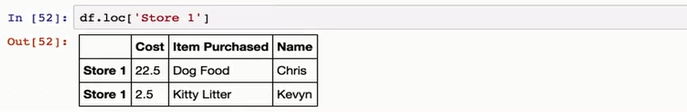 In [52]: df.loc['Store 1']
Out[52]:
Cost Item Purchased Name
Store 1 22.5 Dog Food Chris
Store 1 2.5 Kitty Litter Kevyn